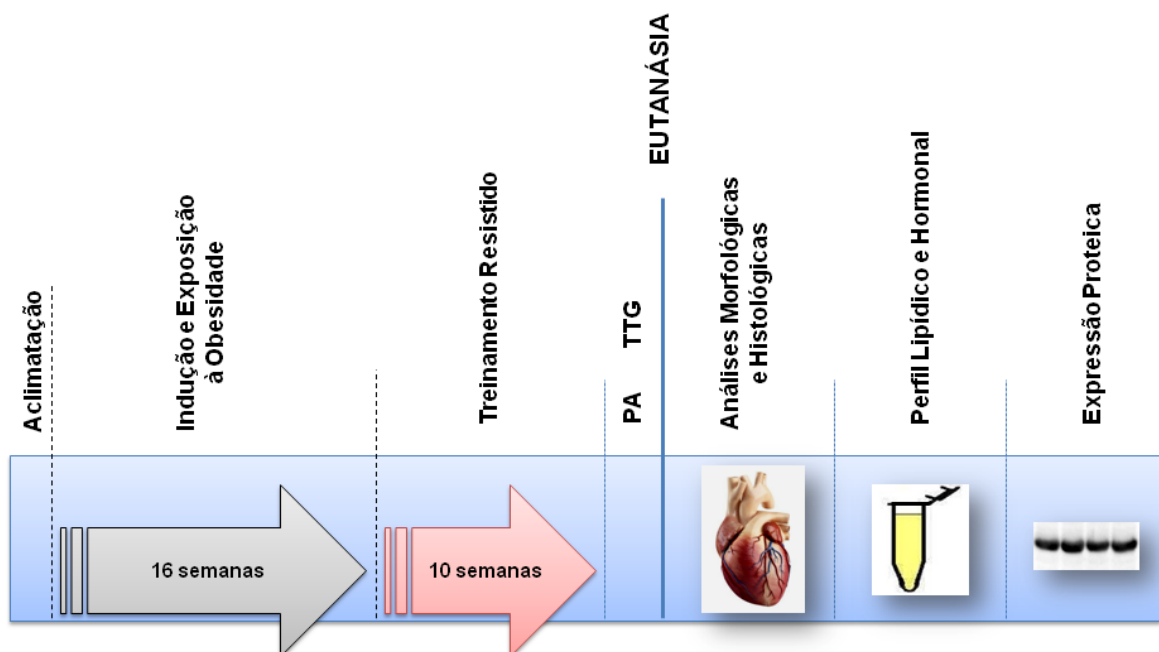 Aclimatação
Indução e Exposição
à Obesidade
Treinamento Resistido
PA TTG
EUTANÁSIA
Análises Morfológicas
e Histológicas
Perfil Lipídico e Hormonal
Expressão Proteica
16 semanas
10 semanas